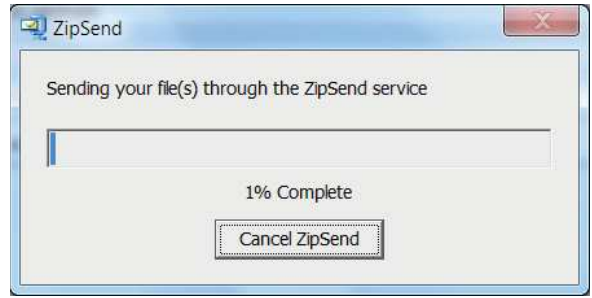 ZipSend
Sending your file(s) through the ZipSend service
1% Complete
Cancel ZipSend